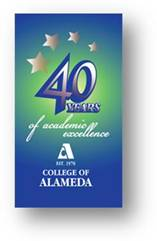 40
YEARS
of academic
excellence
A
EST. 1970
COLLEGE OF
ALAMEDA